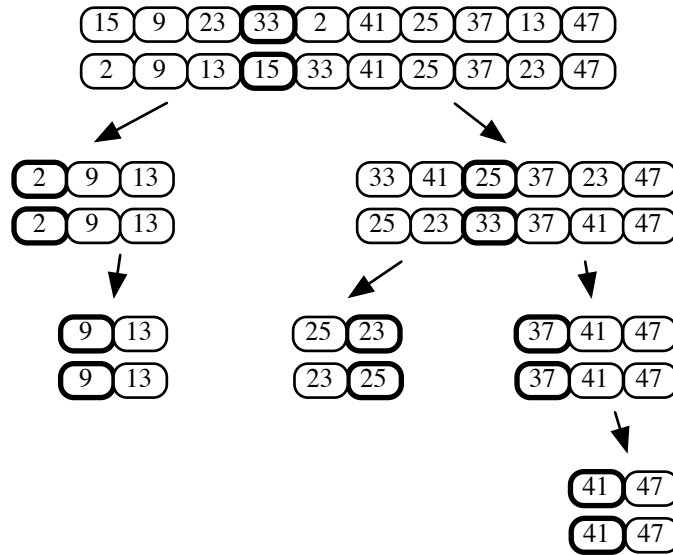 15 9 23 33 2 41 25 37 13 47
2 9 13 15 33 41 25 37 23 47
2 9 13 33 41 25 37 23 47
2 9 13 25 23 33 37 41 47
9 13 25 23 37 41 47
9 13 23 25 37 41 47
41 47
41 47